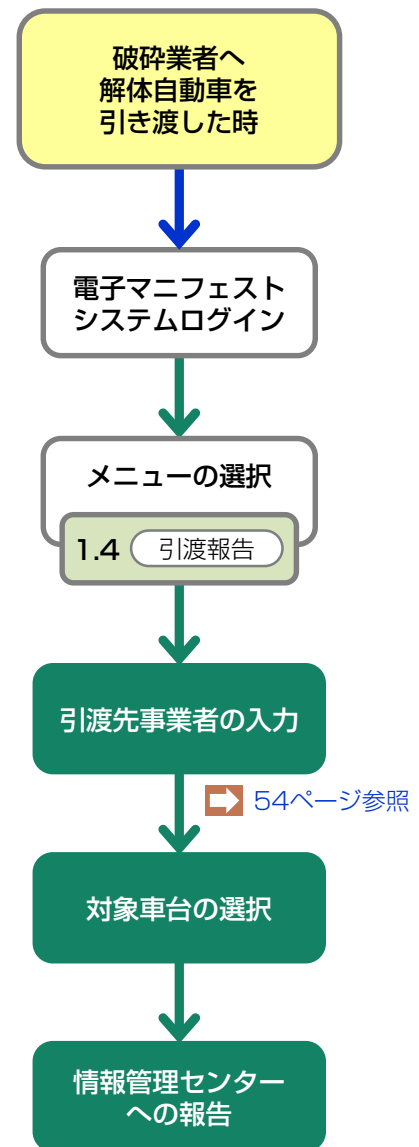 破砕業者へ
解体自動車を
引き渡した時
電子マニフェスト
システムログイン
メニューの選択
1.4 引渡報告
引渡先事業者の入力
54ページ参照
対象車台の選択
情報管理センター
への報告